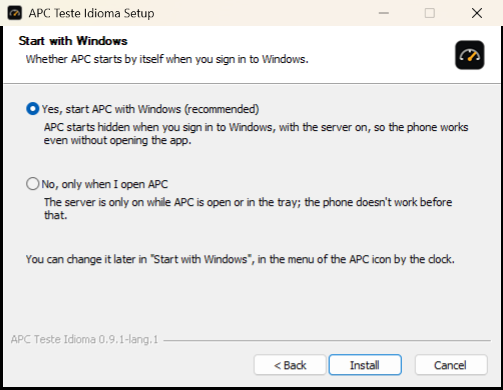 APC Teste Idioma Setup
Start with Windows
Whether APC starts by itself when you sign in to Windows.
Yes, start APC with Windows (recommended)
APC starts hidden when you sign in to Windows, with the server on, so the phone works
even without opening the app.
No, only when I open APC
The server is only on while APC is open or in the tray; the phone doesn't work before
that.
You can change it later in "Start with Windows", in the menu of the APC icon by the clock.
APC Teste Idioma 0.9.1-lang.1
< Back
Install
Cancel